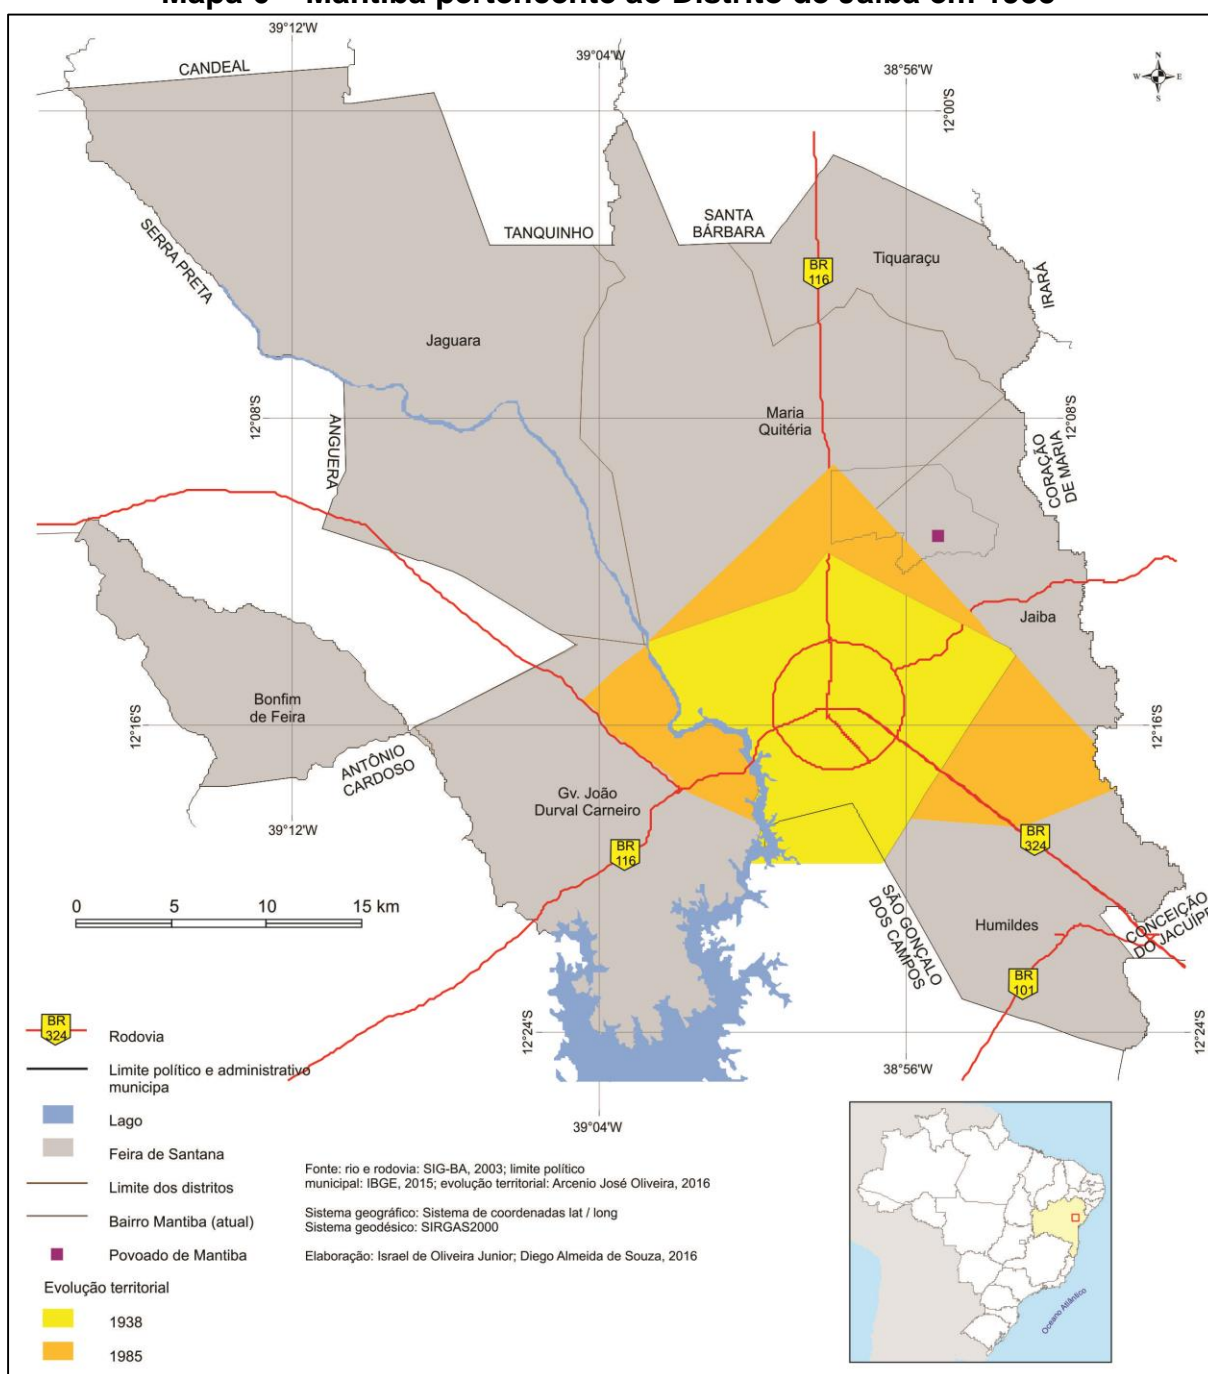 39°12'W
39°04'W
38°56'W
N
W E
S
CANDEAL
12°00'S
SERRA PRETA
TANQUINHO
SANTA
BÁRBARA
Tiquaraçu
IRARÁ
BR
116
Jaguara
Maria
Quitéria
12°08'S
12°08'S
ANGUERA
CORAÇÃO
DE MARIA
Jaiba
Bonfim
de Feira
12°16'S
12°16'S
ANTÔNIO
CARDOSO
Gv. João
Durval Carneiro
39°12'W
BR
116
BR
324
SÃO GONÇALO
DOS CAMPOS
Humildes
CONCEIÇÃO
DO JACUÍPE
BR
101
0 5 10 15 km
12°24'S
12°24'S
38°56'W
39°04'W
BR
324
Rodovia
Limite político e administrativo
municipa
Lago
Feira de Santana
Limite dos distritos
Bairro Mantiba (atual)
Povoado de Mantiba
Evolução territorial
1938
1985
Fonte: rio e rodovia: SIG-BA, 2003; limite político
municipal: IBGE, 2015; evolução territorial: Arcenio José Oliveira, 2016
Sistema geográfico: Sistema de coordenadas lat / long
Sistema geodésico: SIRGAS2000
Elaboração: Israel de Oliveira Junior; Diego Almeida de Souza, 2016
Oceano Atlântico